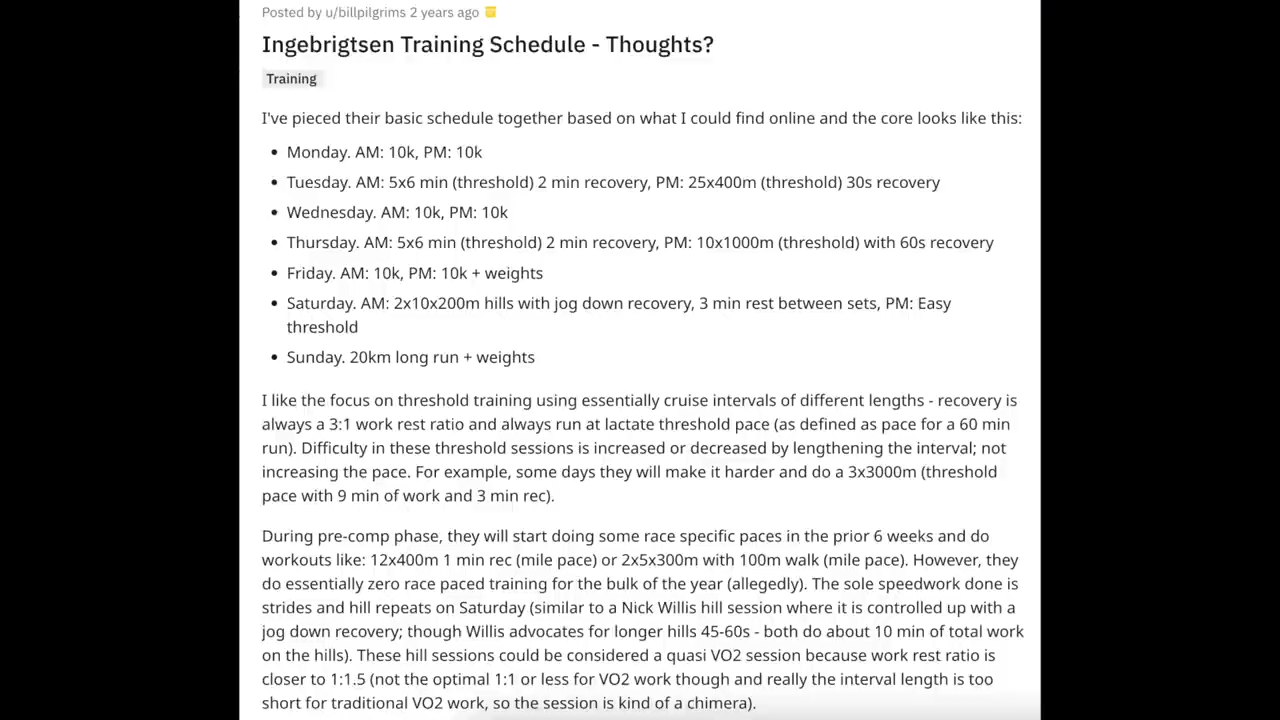 Posted by u/billpilgrims 2 years ago
Ingebrigtsen Training Schedule - Thoughts?
Training
I've pieced their basic schedule together based on what I could find online and the core looks like this:
• Monday. AM: 10k, PM: 10k
• Tuesday. AM: 5x6 min (threshold) 2 min recovery, PM: 25x400m (threshold) 30s recovery
• Wednesday. AM: 10k, PM: 10k
• Thursday. AM: 5x6 min (threshold) 2 min recovery, PM: 10x1000m (threshold) with 60s recovery
• Friday. AM: 10k, PM: 10k + weights
• Saturday. AM: 2x10x200m hills with jog down recovery, 3 min rest between sets, PM: Easy
threshold
• Sunday. 20km long run + weights
I like the focus on threshold training using essentially cruise intervals of different lengths - recovery is
always a 3:1 work rest ratio and always run at lactate threshold pace (as defined as pace for a 60 min
run). Difficulty in these threshold sessions is increased or decreased by lengthening the interval; not
increasing the pace. For example, some days they will make it harder and do a 3x3000m (threshold
pace with 9 min of work and 3 min rec).
During pre-comp phase, they will start doing some race specific paces in the prior 6 weeks and do
workouts like: 12x400m 1 min rec (mile pace) or 2x5x300m with 100m walk (mile pace). However, they
do essentially zero race paced training for the bulk of the year (allegedly). The sole speedwork done is
strides and hill repeats on Saturday (similar to a Nick Willis hill session where it is controlled up with a
jog down recovery; though Willis advocates for longer hills 45-60s - both do about 10 min of total work
on the hills). These hill sessions could be considered a quasi VO2 session because work rest ratio is
closer to 1:1.5 (not the optimal 1:1 or less for VO2 work though and really the interval length is too
short for traditional VO2 work, so the session is kind of a chimera).